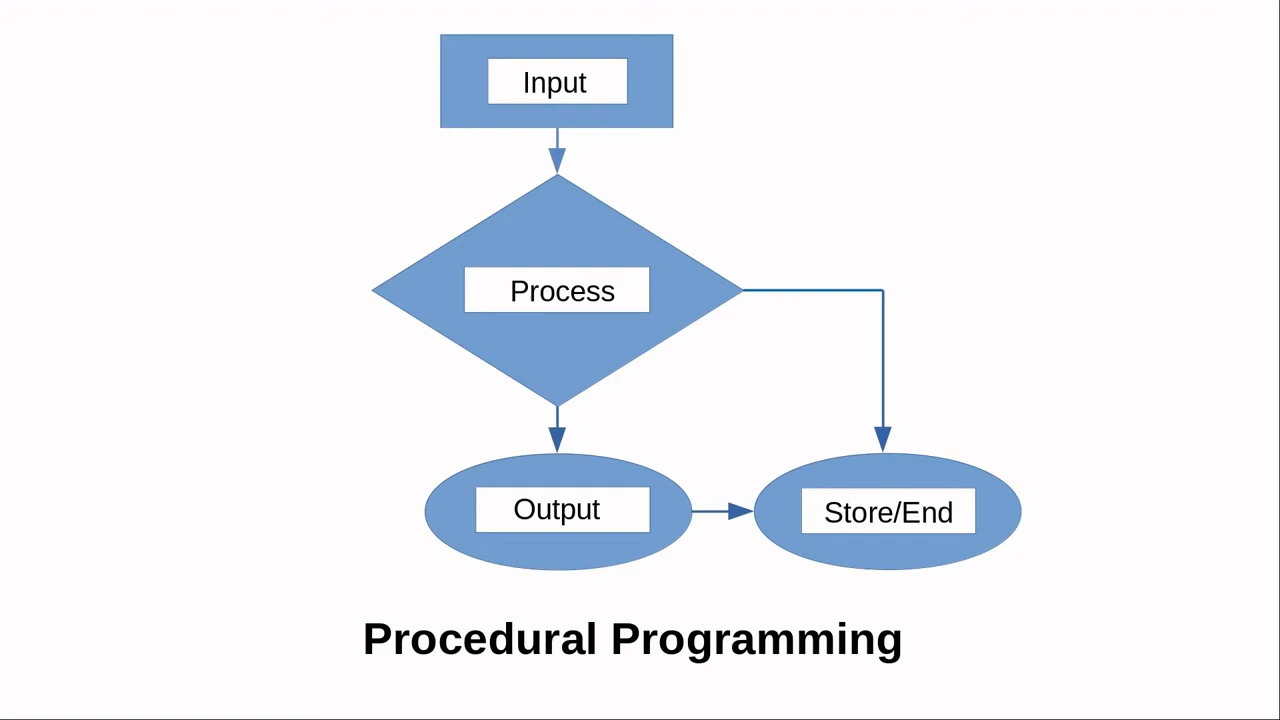 Input
Process
Output
Store/End
Procedural Programming